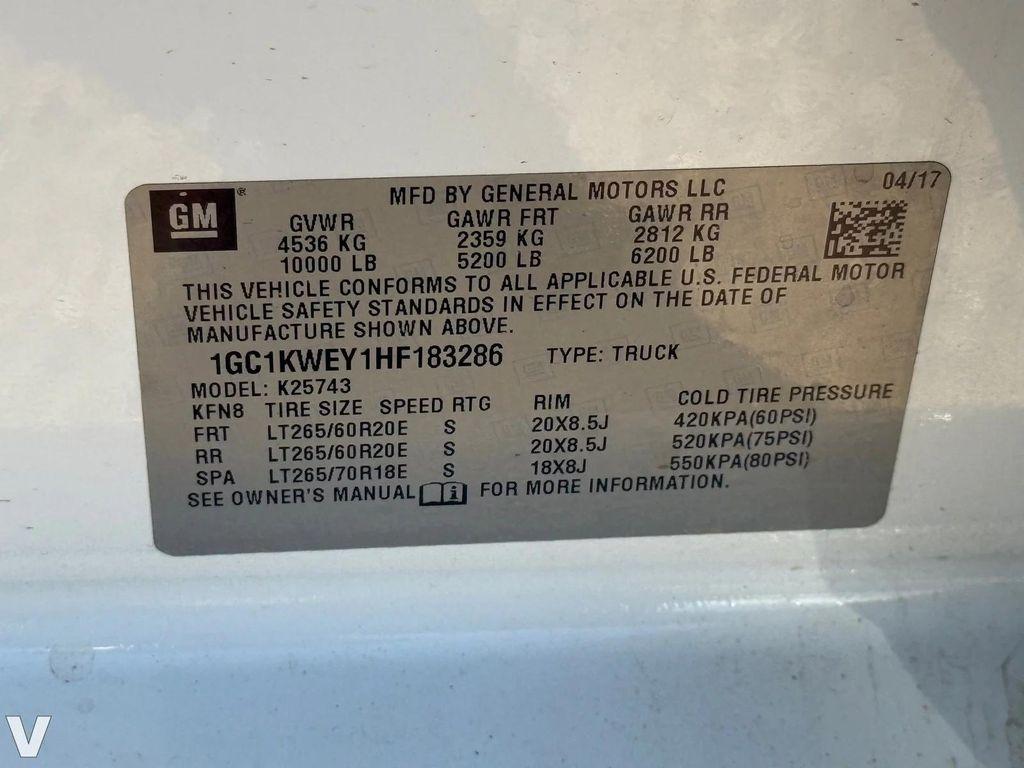 GM ® MFD BY GENERAL MOTORS LLC 04/17
GVWR GAWR FRT GAWR RR
4536 KG 2359 KG 2812 KG
10000 LB 5200 LB 6200 LB
THIS VEHICLE CONFORMS TO ALL APPLICABLE U.S. FEDERAL MOTOR
VEHICLE SAFETY STANDARDS IN EFFECT ON THE DATE OF
MANUFACTURE SHOWN ABOVE.
1GC1KWEY1HF183286 TYPE: TRUCK
MODEL: K25743
KFN8 TIRE SIZE SPEED RTG RIM COLD TIRE PRESSURE
FRT LT265/60R20E S 20X8.5J 420KPA(60PSI)
RR LT265/60R20E S 20X8.5J 520KPA(75PSI)
SPA LT265/70R18E S 18X8J 550KPA(80PSI)
SEE OWNER'S MANUAL i FOR MORE INFORMATION.
V